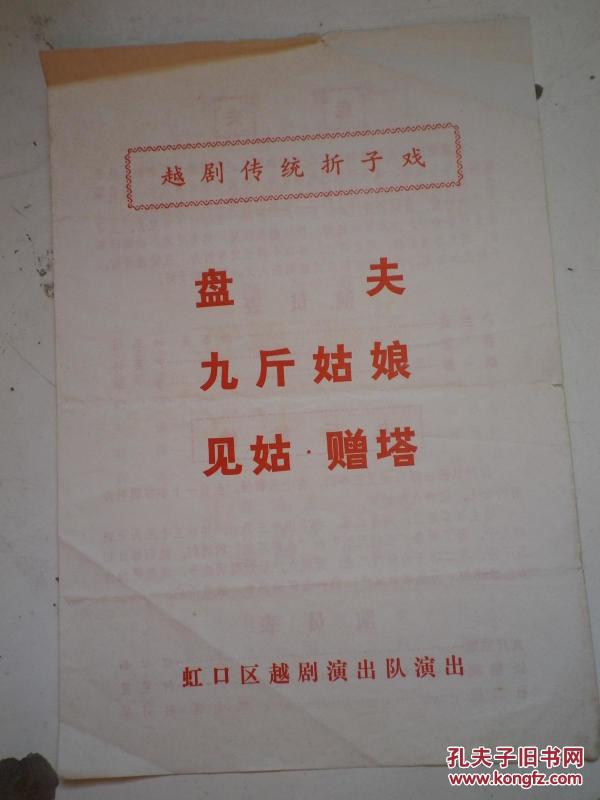 越剧传统折子戏
盘 夫
九斤姑娘
见姑·赠塔
虹口区越剧演出队演出
孔夫子旧书网
www.kongfz.com